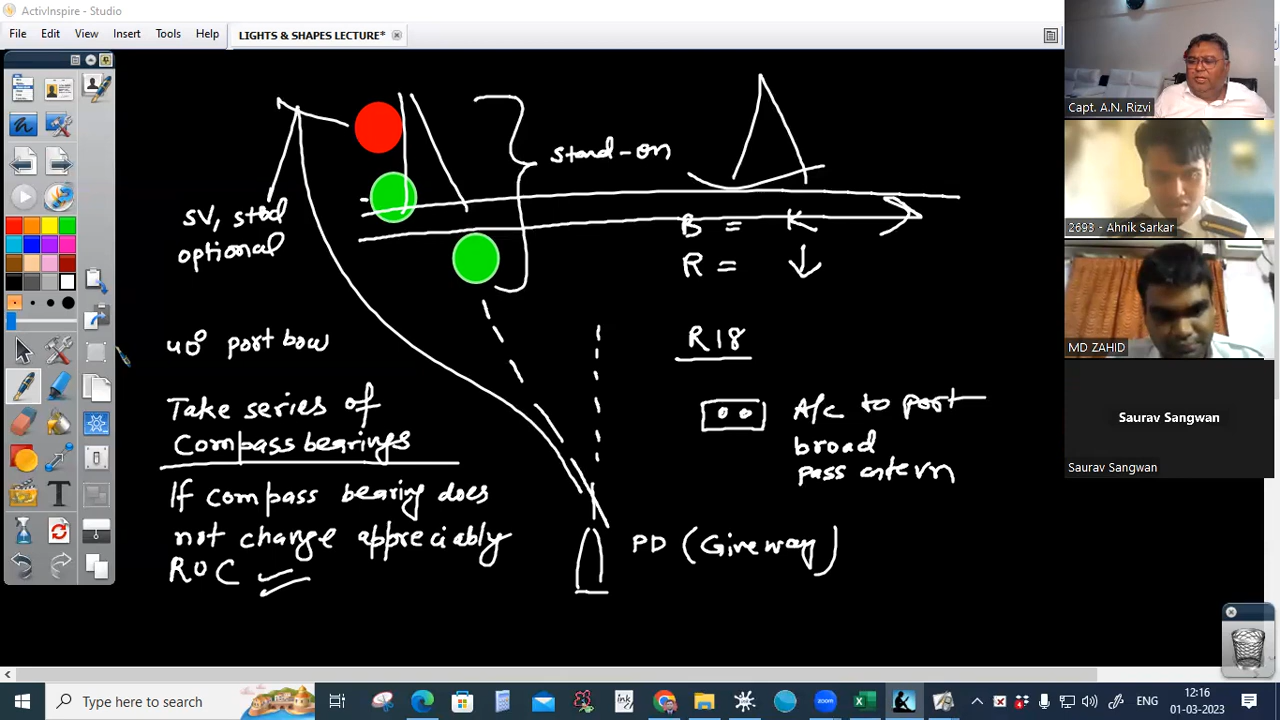 ActivInspire - Studio
File Edit View Insert Tools Help
LIGHTS & SHAPES LECTURE*
Capt. A.N. Rizvi
2693 - Ahnik Sarkar
MD ZAHID
Saurav Sangwan
Saurav Sangwan
Stand-on
SV, stbd
optional
B = K
R = ↓
40° port bow
R18
Take series of
Compass bearings
A/c to port
broad
pass astern
If compass bearing does
not change appreciably
ROC
PD (Giveway)
Type here to search
ENG
12:16
01-03-2023